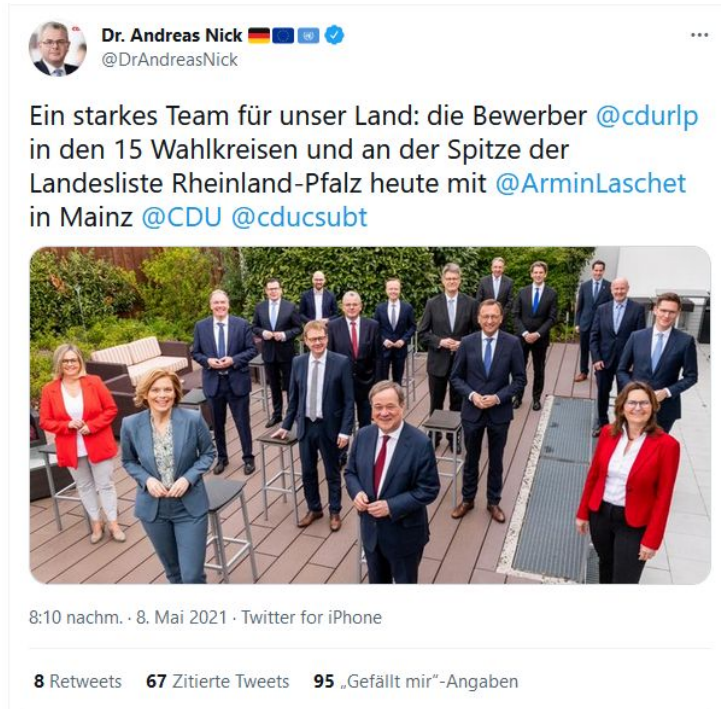 Dr. Andreas Nick
@DrAndreasNick
Ein starkes Team für unser Land: die Bewerber @cdurlp
in den 15 Wahlkreisen und an der Spitze der
Landesliste Rheinland-Pfalz heute mit @ArminLaschet
in Mainz @CDU @cducsubt
8:10 nachm. · 8. Mai 2021 · Twitter for iPhone
8 Retweets 67 Zitierte Tweets 95 „Gefällt mir“-Angaben